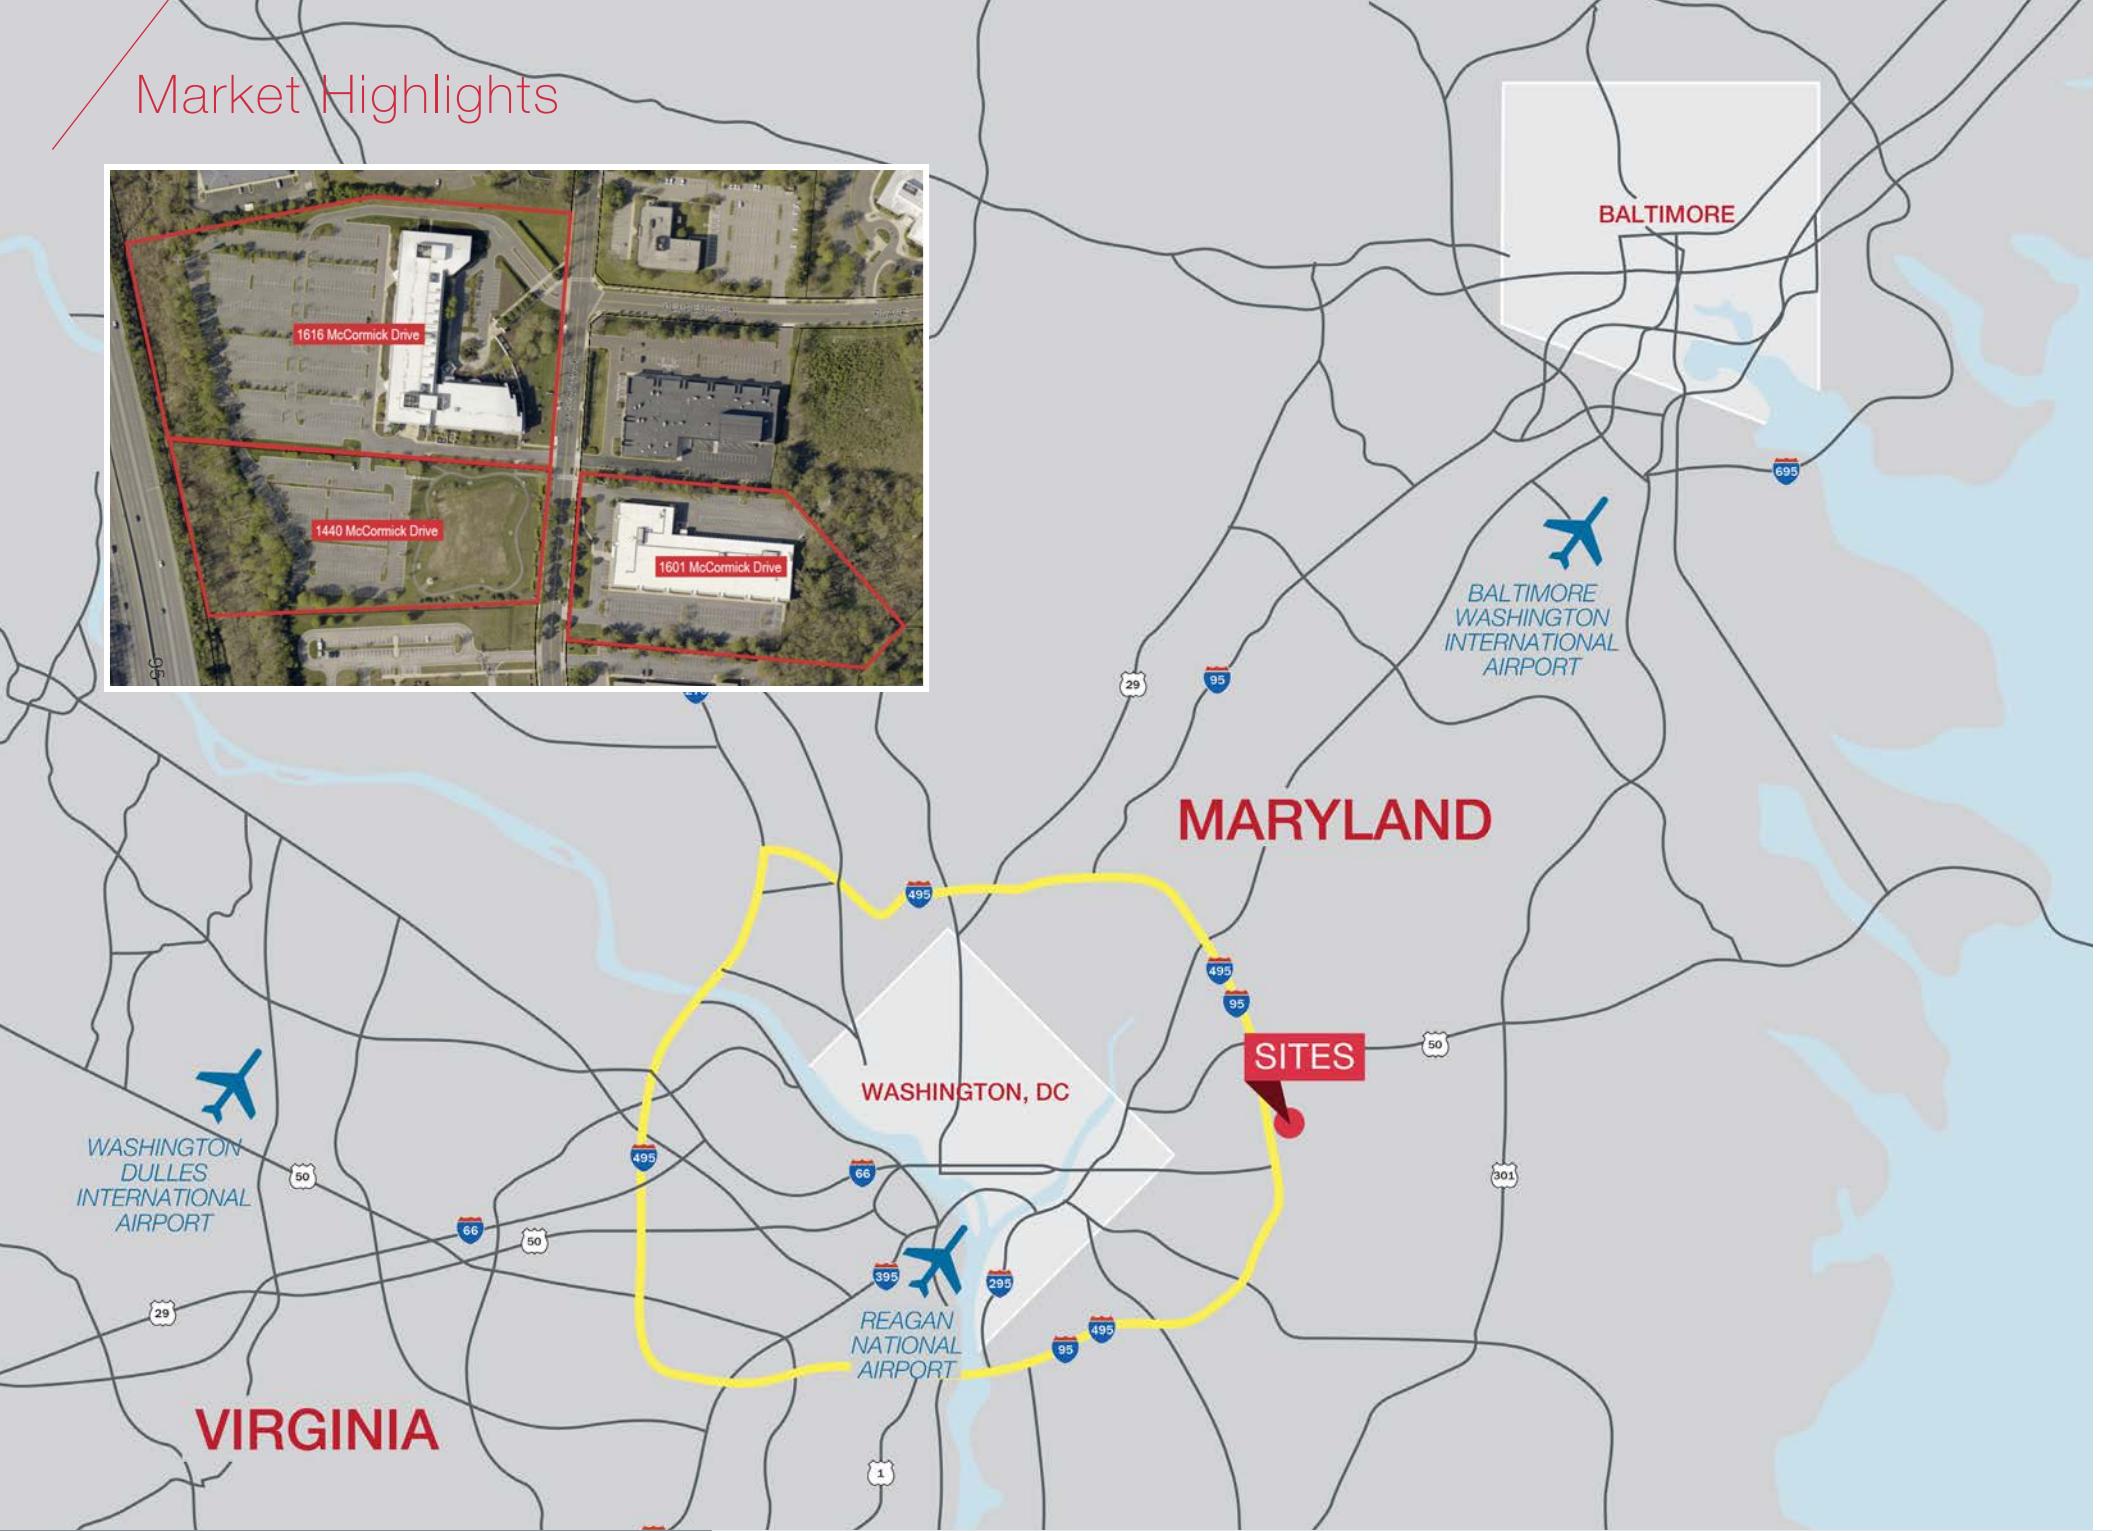 Market Highlights
1616 McCormick Drive
1440 McCormick Drive
1601 McCormick Drive
95
BALTIMORE
695
BALTIMORE
WASHINGTON
INTERNATIONAL
AIRPORT
29
95
MARYLAND
495
495
95
SITES
50
WASHINGTON, DC
WASHINGTON
DULLES
INTERNATIONAL
AIRPORT
50
495
66
301
66
50
395
295
29
REAGAN
NATIONAL
AIRPORT
495
95
VIRGINIA
1